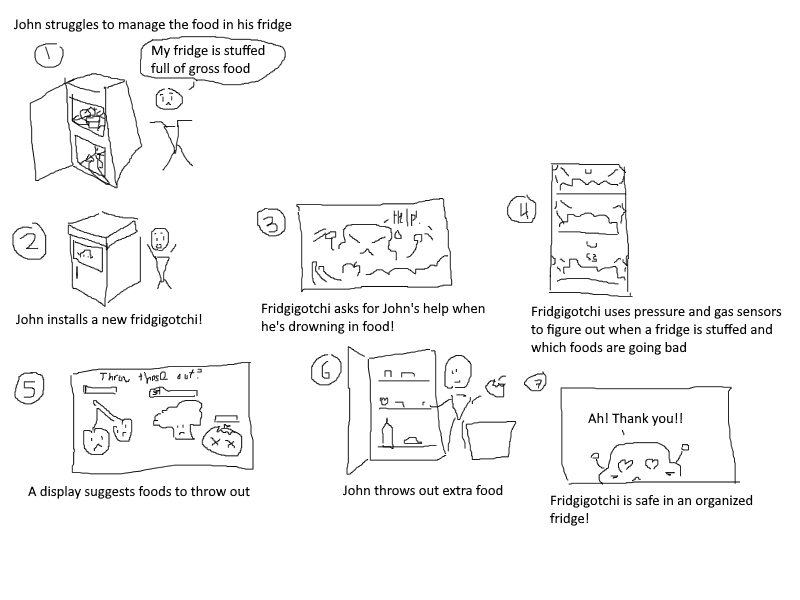 John struggles to manage the food in his fridge
1
My fridge is stuffed
full of gross food
2
John installs a new fridgigotchi!
3
Help!
Fridgigotchi asks for John's help when
he's drowning in food!
4
Fridgigotchi uses pressure and gas sensors
to figure out when a fridge is stuffed and
which foods are going bad
5
Throw these out?
A display suggests foods to throw out
6
John throws out extra food
7
Ah! Thank you!!
Fridgigotchi is safe in an organized
fridge!